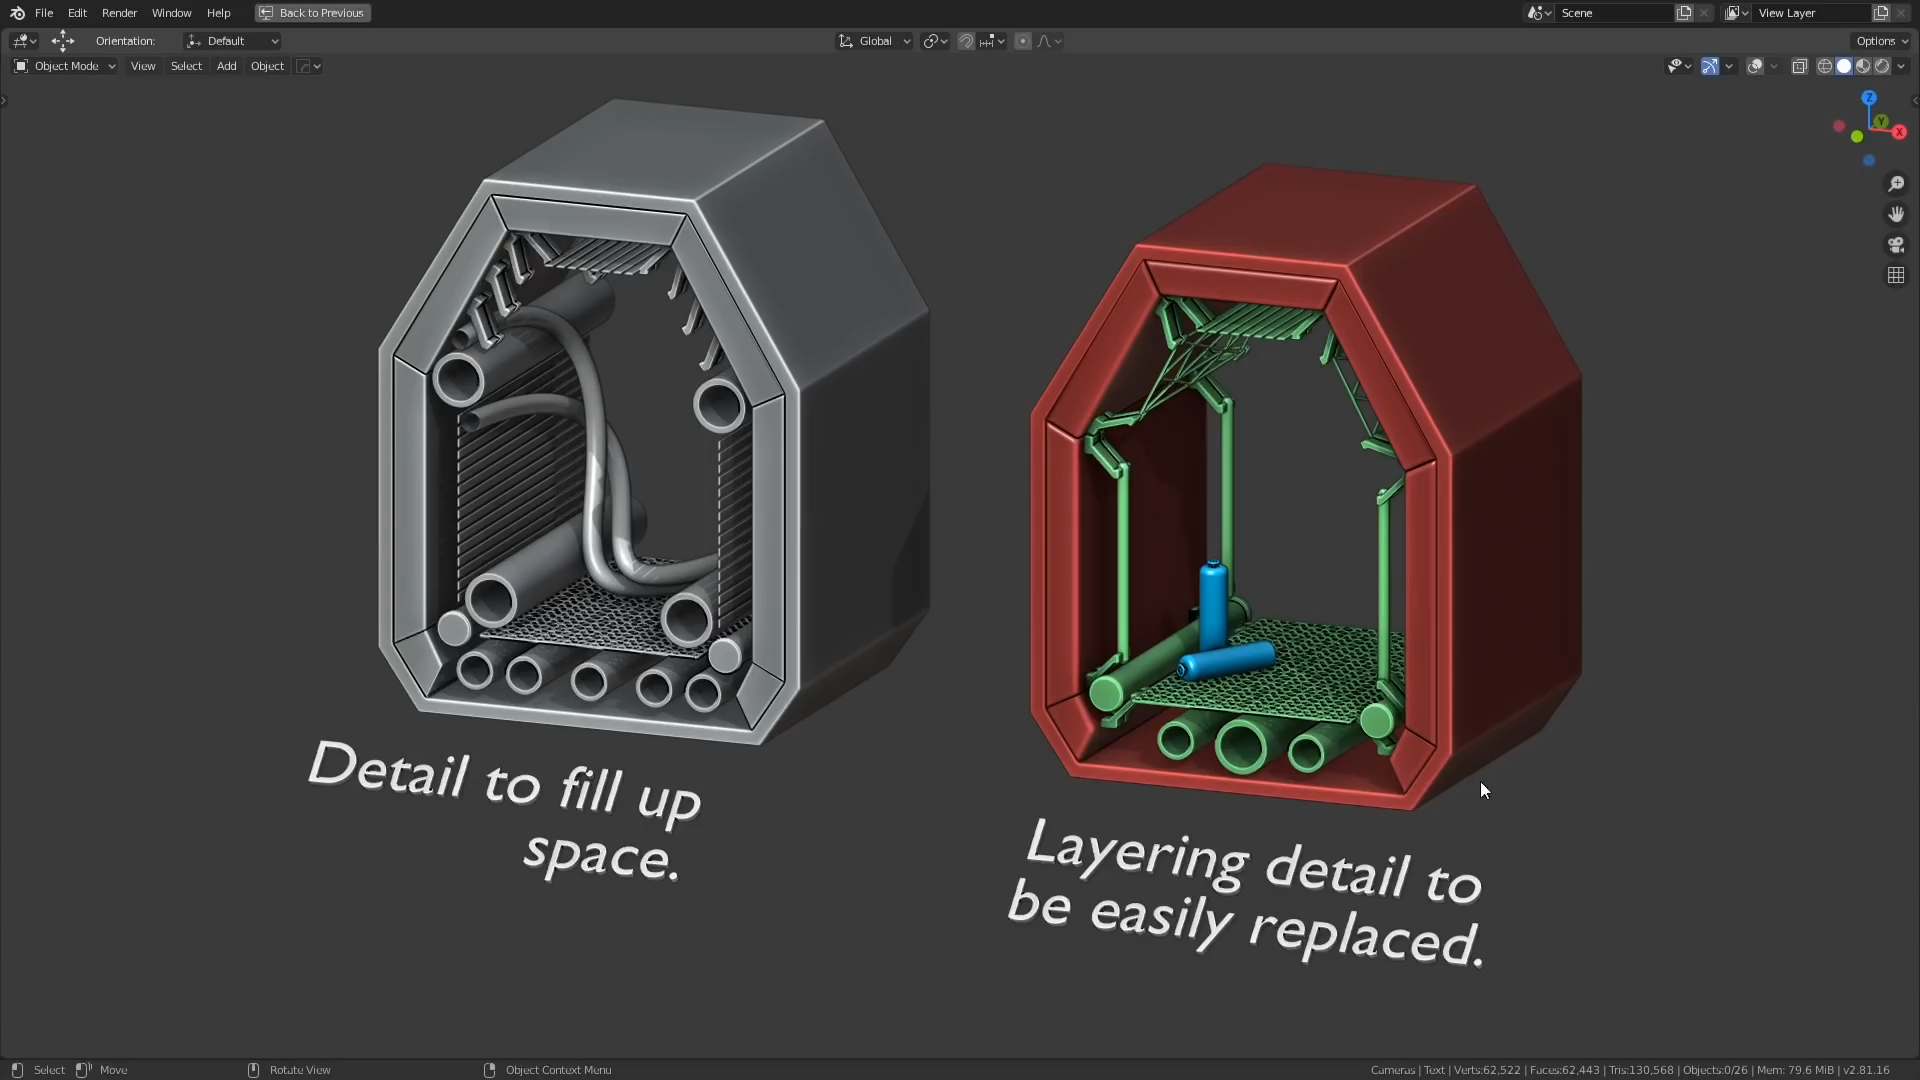 File Edit Render Window Help Back to Previous Scene View Layer
Orientation: Default Global Options
Object Mode View Select Add Object
Z
Y
X
Detail to fill up
space.
Layering detail to
be easily replaced.
Select Move Rotate View Object Context Menu Cameras | Text | Verts:62,522 | Faces:62,443 | Tris:130,568 | Objects:0/26 | Mem: 79.6 MiB | v2.81.16